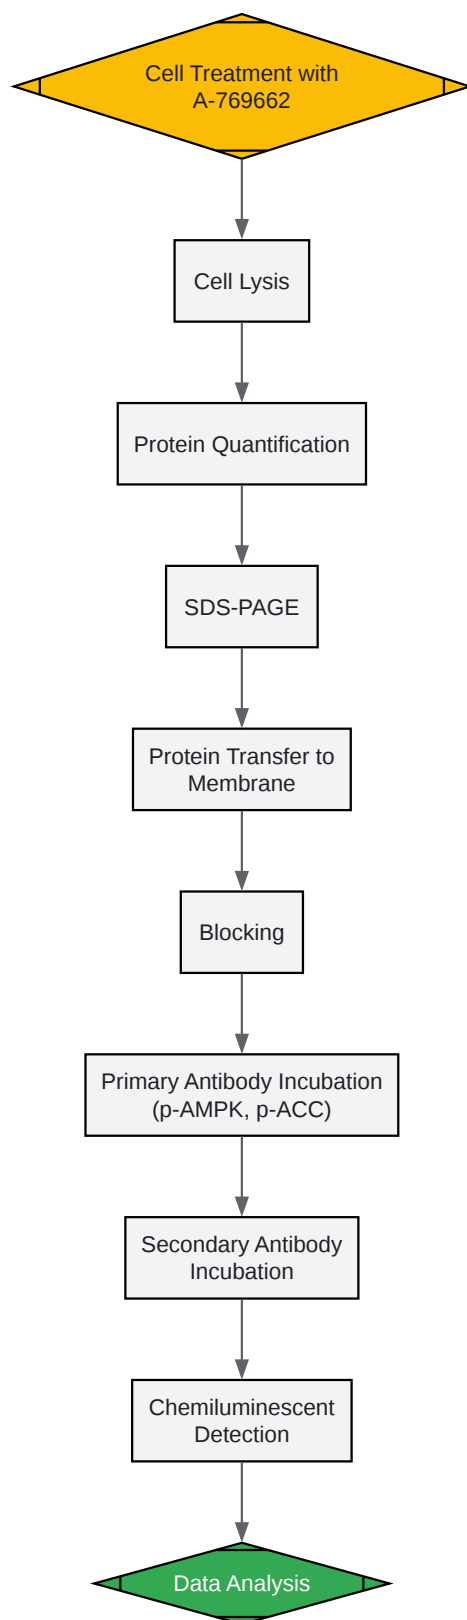 Cell Treatment with
A-769662
Cell Lysis
Protein Quantification
SDS-PAGE
Protein Transfer to
Membrane
Blocking
Primary Antibody Incubation
(p-AMPK, p-ACC)
Secondary Antibody
Incubation
Chemiluminescent
Detection
Data Analysis